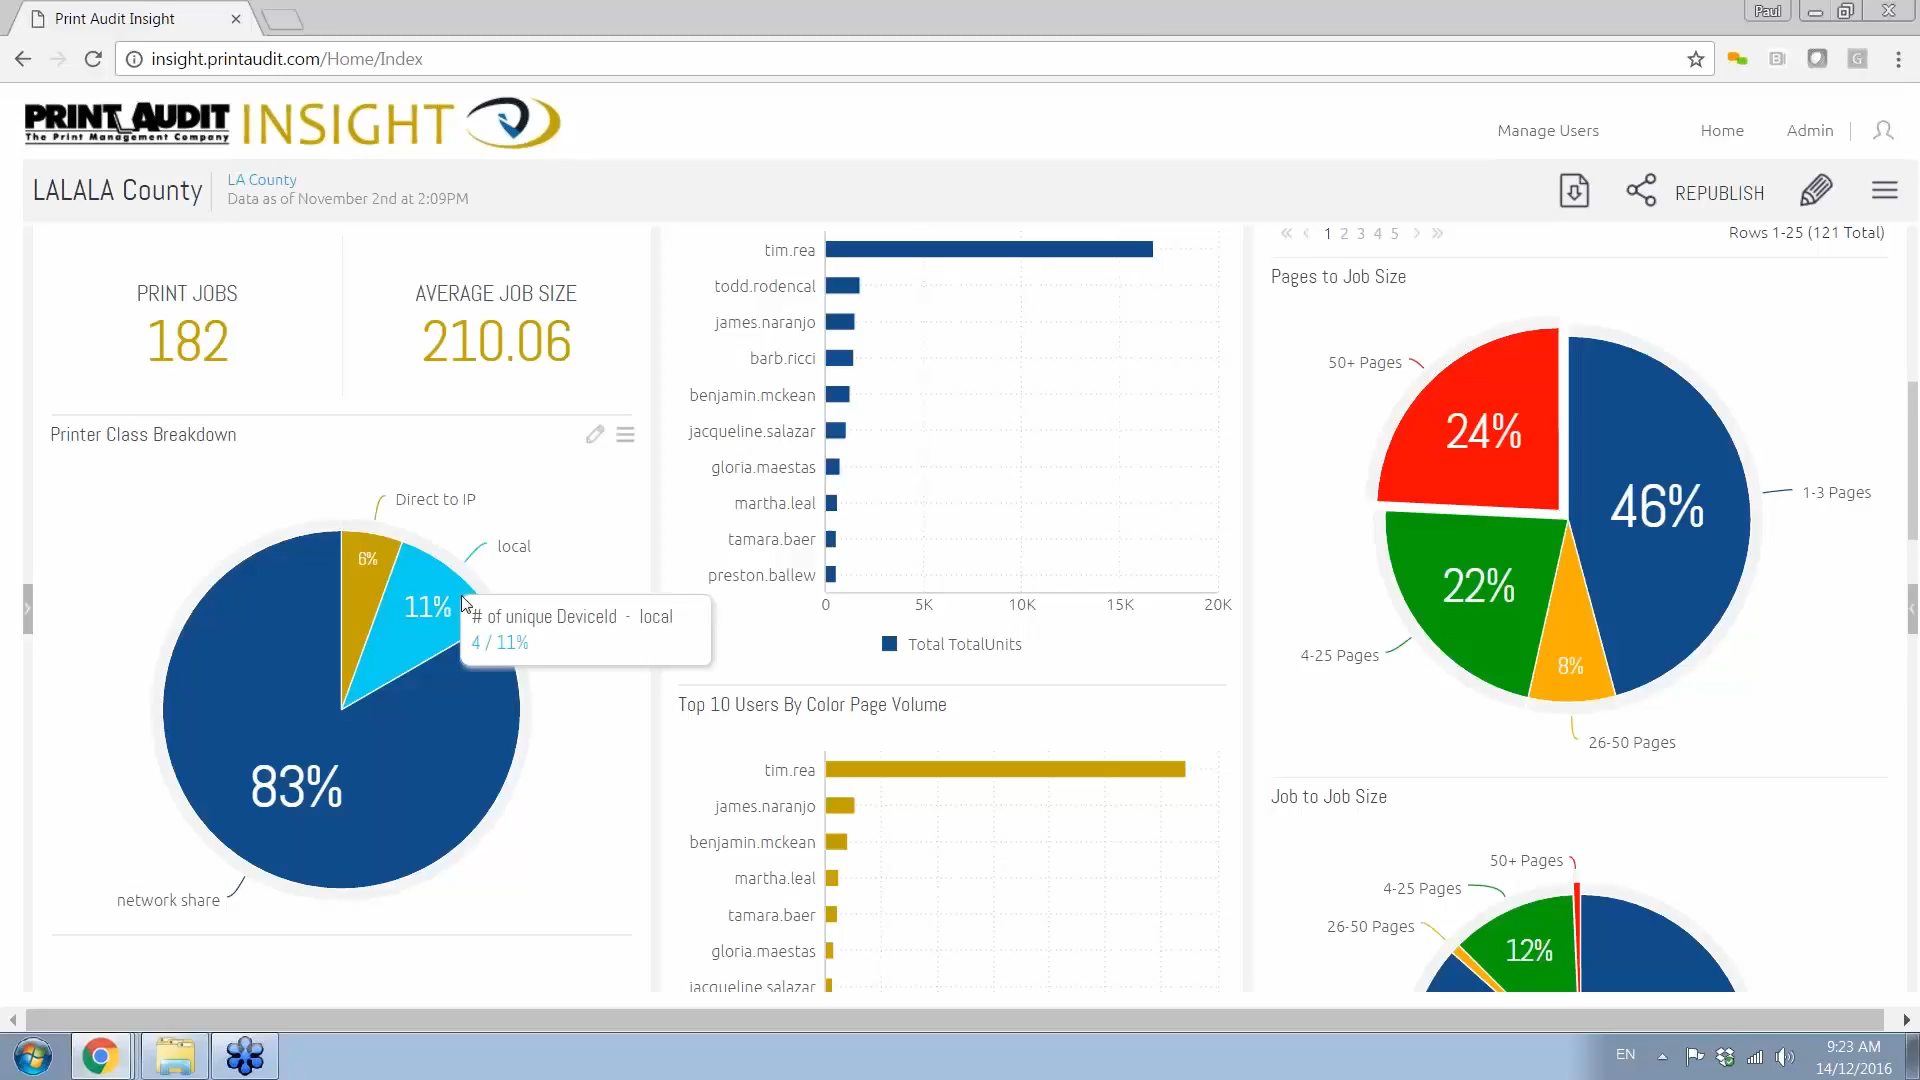 Print Audit Insight
Paul
insight.printaudit.com/Home/Index
PRINT AUDIT
The Print Management Company
INSIGHT
Manage Users
Home
Admin
LALALA County
LA County
Data as of November 2nd at 2:09PM
REPUBLISH
PRINT JOBS
182
AVERAGE JOB SIZE
210.06
Printer Class Breakdown
Direct to IP
local
6%
11%
# of unique DeviceId - local
4 / 11%
83%
network share
tim.rea
todd.rodencal
james.naranjo
barb.ricci
benjamin.mckean
jacqueline.salazar
gloria.maestas
martha.leal
tamara.baer
preston.ballew
0 5K 10K 15K 20K
Total TotalUnits
Top 10 Users By Color Page Volume
tim.rea
james.naranjo
benjamin.mckean
martha.leal
tamara.baer
gloria.maestas
jacqueline.salazar
« ‹ 1 2 3 4 5 › »
Rows 1-25 (121 Total)
Pages to Job Size
50+ Pages
24%
46%
1-3 Pages
22%
4-25 Pages
8%
26-50 Pages
Job to Job Size
50+ Pages
4-25 Pages
26-50 Pages
12%
EN
9:23 AM
14/12/2016